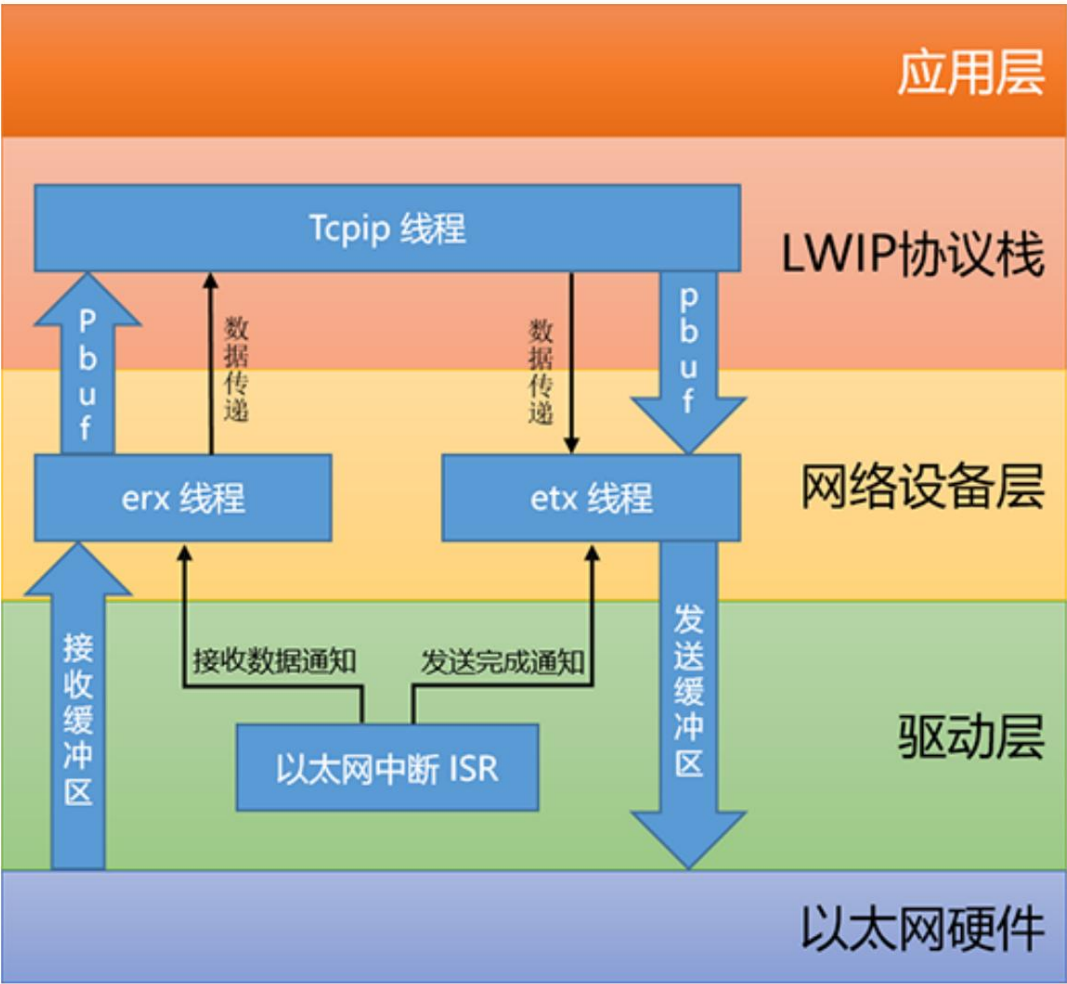 应用层
Tcpip 线程
LWIP协议栈
Pbuf
数据传递
数据传递
pbuf
erx 线程
etx 线程
网络设备层
接收缓冲区
接收数据通知
发送完成通知
发送缓冲区
以太网中断 ISR
驱动层
以太网硬件